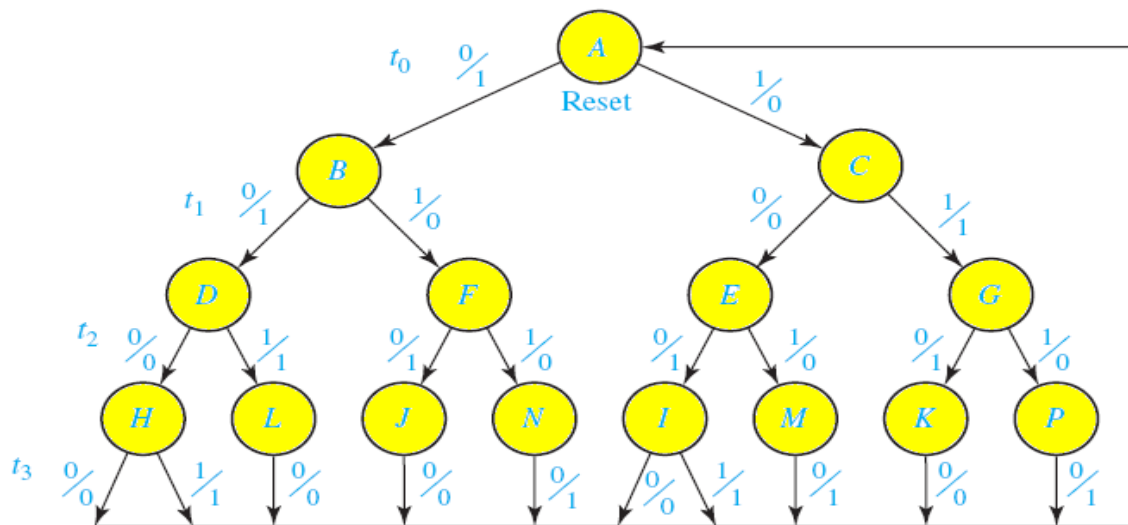 A
t0 0/1 1/0
Reset
B C
t1 0/1 1/0 0/0 1/1
D F E G
t2 0/0 1/1 0/1 1/0 0/1 1/0 0/1 1/0
H L J N I M K P
t3 0/0 1/1 0/0 0/0 0/1 0/0 1/1 0/1 0/0 0/1